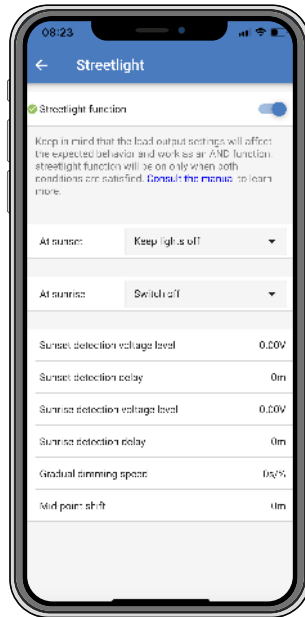 08:23
Streetlight
Streetlight function
Keep in mind that the load output settings will affect
the expected behavior and work as an AND function,
streetlight function will be on only when both
conditions are satisfied. Consult the manual to learn
more.
At sunset Keep lights off
At sunrise Switch off
Sunset detection voltage level 0.00V
Sunset detection delay 0m
Sunrise detection voltage level 0.00V
Sunrise detection delay 0m
Gradual dimming speed 0s/%
Mid point shift 0m